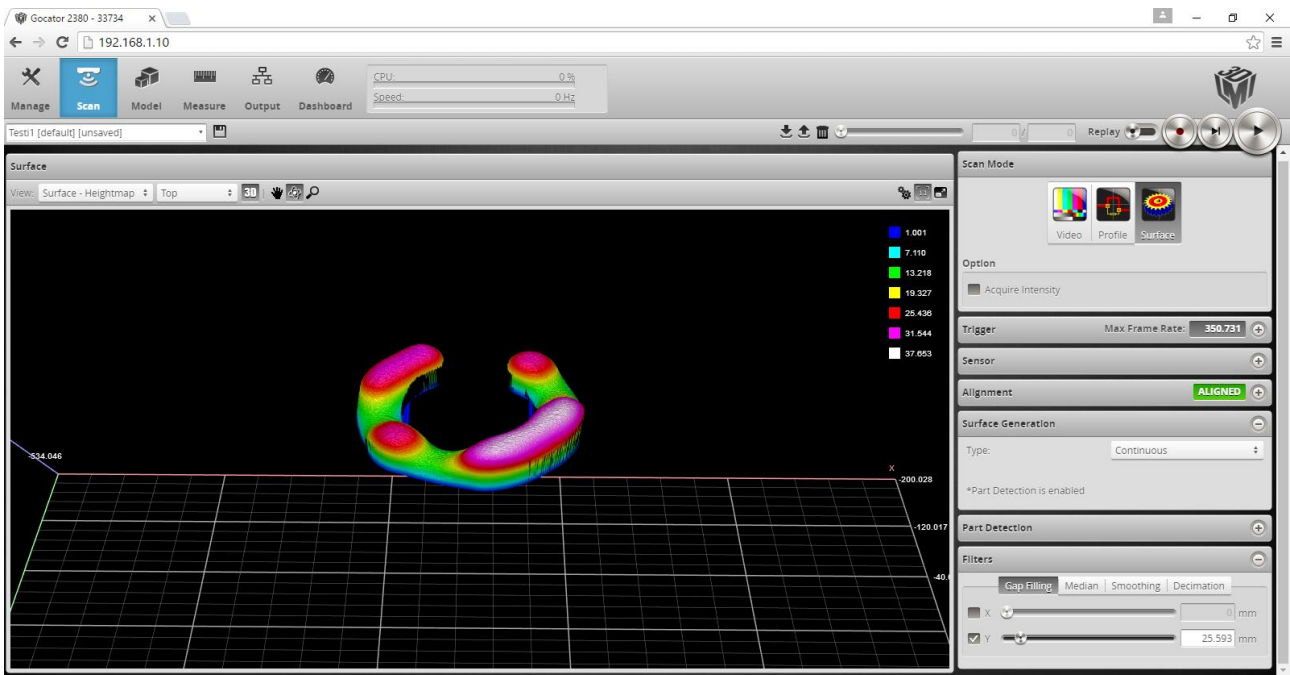 Gocator 2380 - 33734
192.168.1.10
Manage Scan Model Measure Output Dashboard
CPU: 0 %
Speed: 0 Hz
Testi1 [default] [unsaved]
0 / 0 Replay
Surface
View: Surface - Heightmap Top 3D
1.001
7.110
13.218
19.327
25.436
31.544
37.653
-534.046
X
-200.028
-120.017
Scan Mode
Video Profile Surface
Option
Acquire Intensity
Trigger Max Frame Rate: 350.731
Sensor
Alignment ALIGNED
Surface Generation
Type: Continuous
*Part Detection is enabled
Part Detection
Filters
Gap Filling Median Smoothing Decimation
X 0 mm
Y 25.593 mm